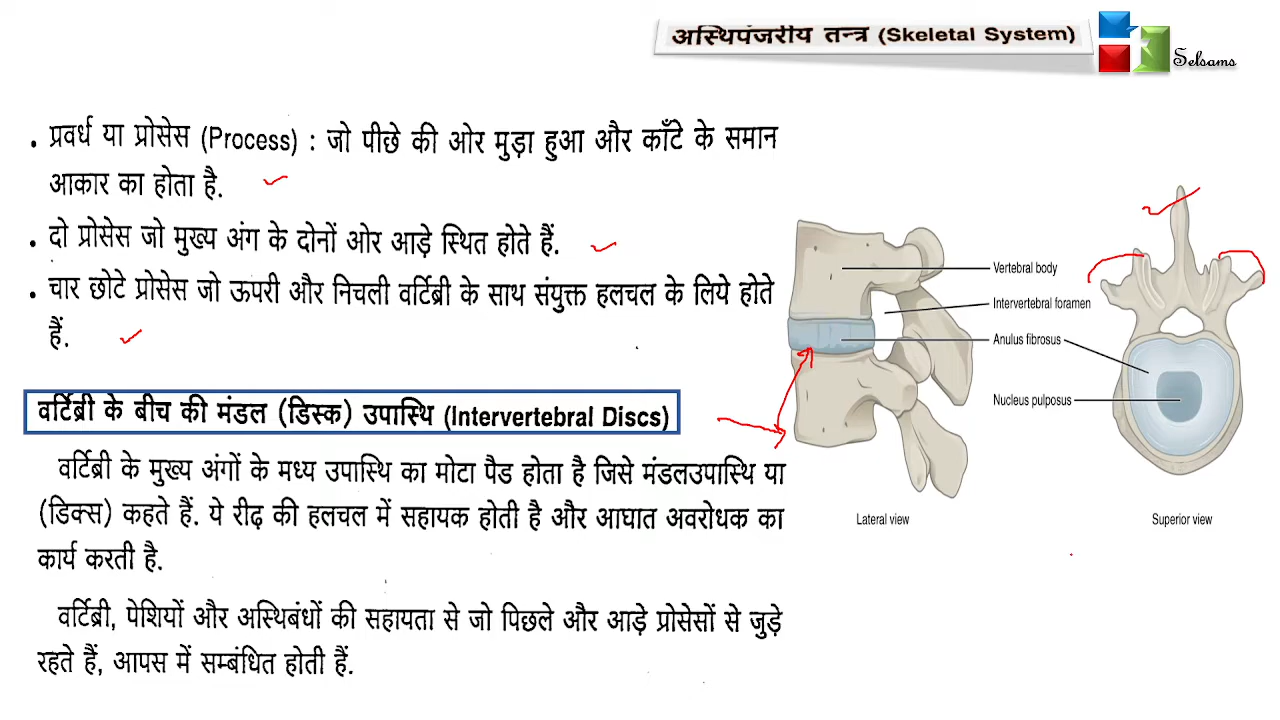 अस्थिपंजरीय तन्त्र (Skeletal System)
Selsams
• प्रवर्ध या प्रोसेस (Process) : जो पीछे की ओर मुड़ा हुआ और काँटे के समान
आकार का होता है.
• दो प्रोसेस जो मुख्य अंग के दोनों ओर आड़े स्थित होते हैं.
• चार छोटे प्रोसेस जो ऊपरी और निचली वर्टिब्री के साथ संयुक्त हलचल के लिये होते
हैं.
वर्टिब्री के बीच की मंडल (डिस्क) उपास्थि (Intervertebral Discs)
वर्टिब्री के मुख्य अंगों के मध्य उपास्थि का मोटा पैड होता है जिसे मंडलउपास्थि या
(डिक्स) कहते हैं. ये रीढ़ की हलचल में सहायक होती है और आघात अवरोधक का
कार्य करती है.
वर्टिब्री, पेशियों और अस्थिबंधों की सहायता से जो पिछले और आड़े प्रोसेसों से जुड़े
रहते हैं, आपस में सम्बंधित होती हैं.
Vertebral body
Intervertebral foramen
Anulus fibrosus
Nucleus pulposus
Lateral view
Superior view